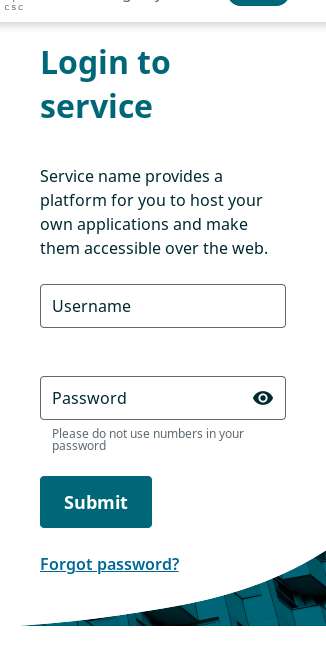 csc
Login to
service
Service name provides a
platform for you to host your
own applications and make
them accessible over the web.
Username
Password
Please do not use numbers in your
password
Submit
Forgot password?